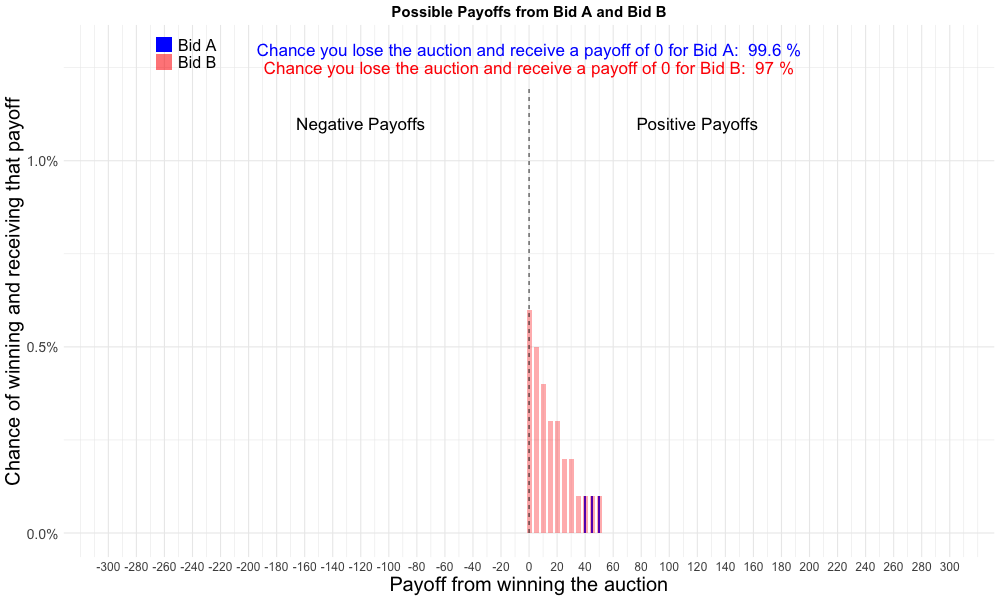 Possible Payoffs from Bid A and Bid B
Bid A
Bid B
Chance you lose the auction and receive a payoff of 0 for Bid A:  99.6 %
Chance you lose the auction and receive a payoff of 0 for Bid B:  97 %
Negative Payoffs
Positive Payoffs
Chance of winning and receiving that payoff
1.0%
0.5%
0.0%
-300 -280 -260 -240 -220 -200 -180 -160 -140 -120 -100 -80 -60 -40 -20 0 20 40 60 80 100 120 140 160 180 200 220 240 260 280 300
Payoff from winning the auction